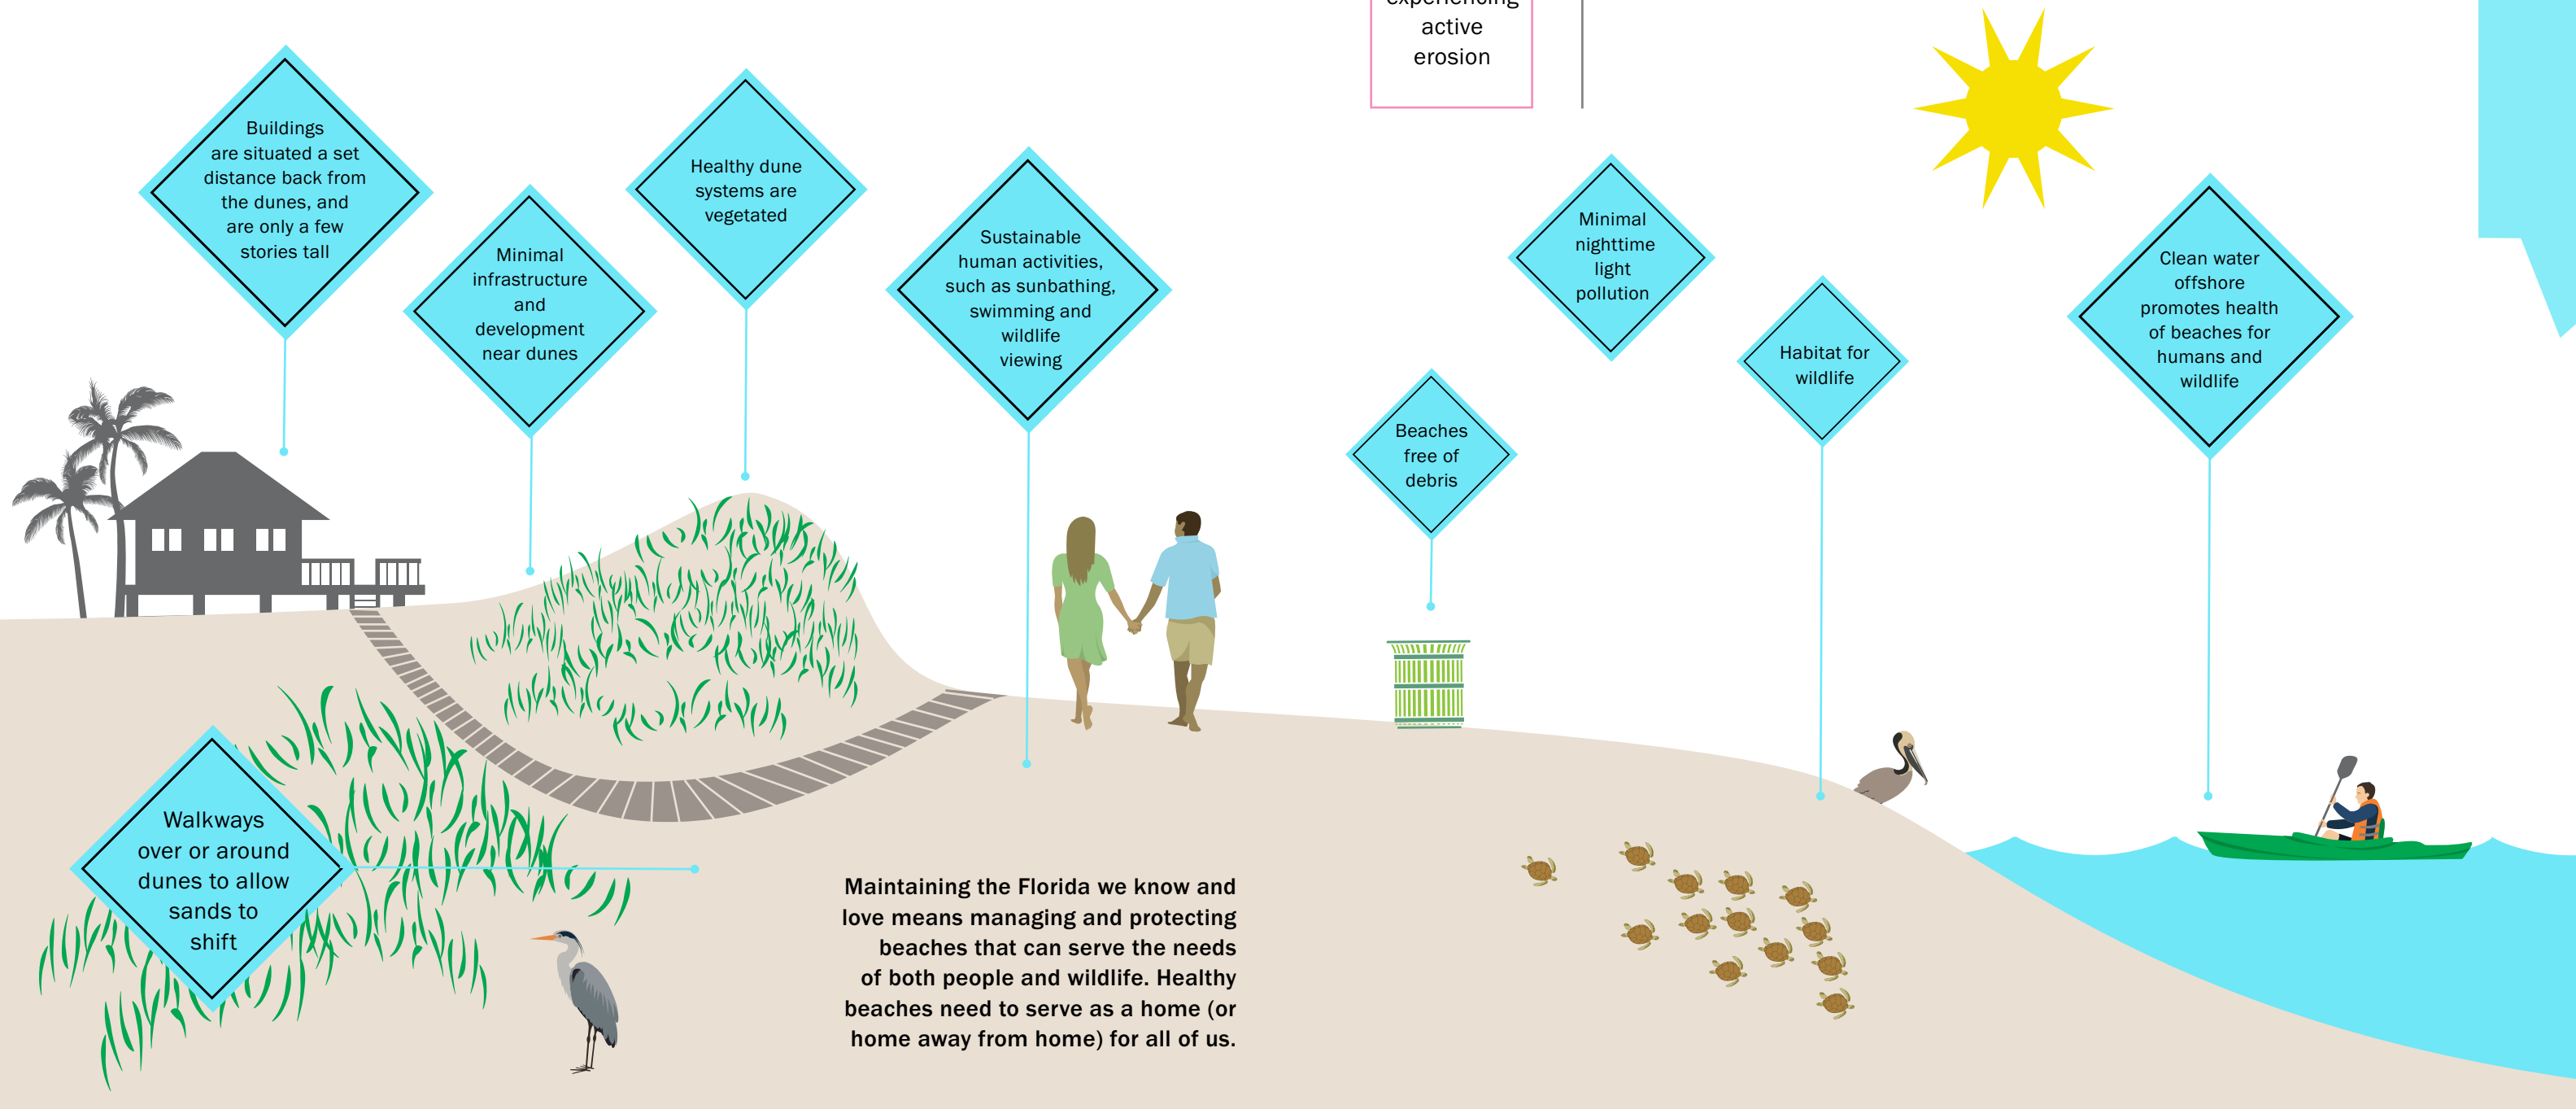 experiencing
active
erosion
Buildings
are situated a set
distance back from
the dunes, and
are only a few
stories tall
Minimal
infrastructure
and
development
near dunes
Healthy dune
systems are
vegetated
Sustainable
human activities,
such as sunbathing,
swimming and
wildlife
viewing
Minimal
nighttime
light
pollution
Beaches
free of
debris
Habitat for
wildlife
Clean water
offshore
promotes health
of beaches for
humans and
wildlife
Walkways
over or around
dunes to allow
sands to
shift
Maintaining the Florida we know and
love means managing and protecting
beaches that can serve the needs
of both people and wildlife. Healthy
beaches need to serve as a home (or
home away from home) for all of us.